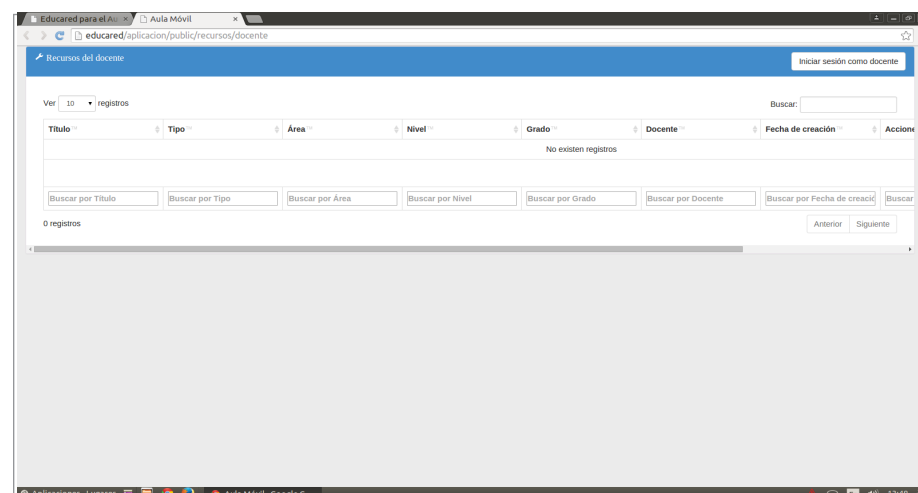 Educared para el Au
Aula Móvil
educared/aplicacion/public/recursos/docente
Recursos del docente
Iniciar sesión como docente
Ver 10 registros
Buscar:
Título Tipo Área Nivel Grado Docente Fecha de creación Accione
No existen registros
Buscar por Título Buscar por Tipo Buscar por Área Buscar por Nivel Buscar por Grado Buscar por Docente Buscar por Fecha de creació Buscar
0 registros
Anterior Siguiente